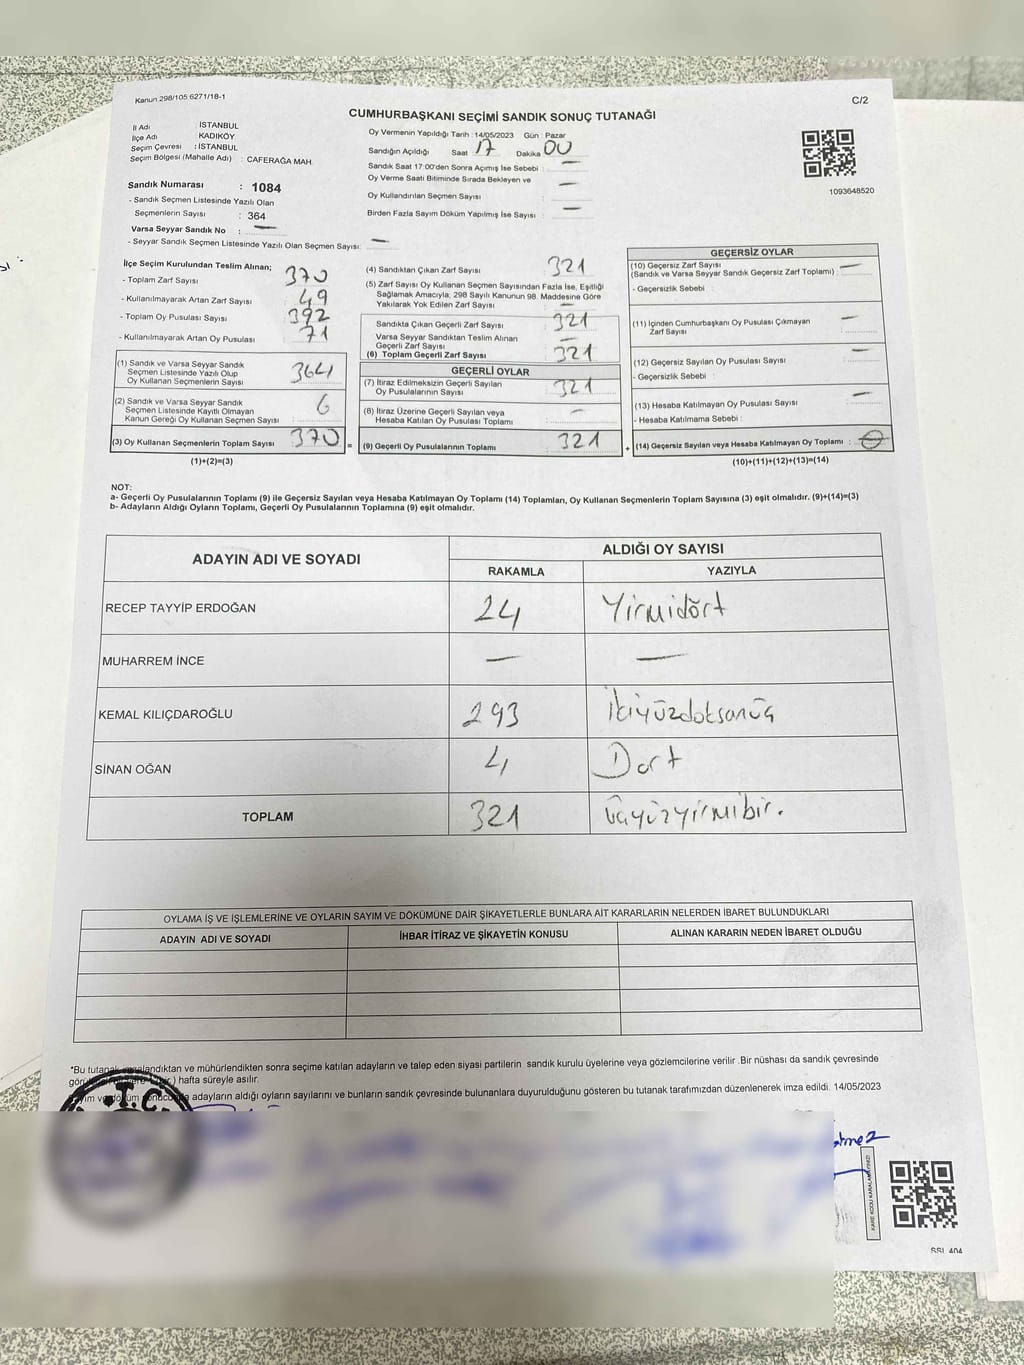 Kanun 298/105 6271/18-1
C/2
CUMHURBAŞKANI SEÇİMİ SANDIK SONUÇ TUTANAĞI
İl Adı İSTANBUL
İlçe Adı KADIKÖY
Seçim Çevresi : İSTANBUL
Seçim Bölgesi (Mahalle Adı) : CAFERAĞA MAH.
Sandık Numarası : 1084
- Sandık Seçmen Listesinde Yazılı Olan
Seçmenlerin Sayısı : 364
Varsa Seyyar Sandık No : —
- Seyyar Sandık Seçmen Listesinde Yazılı Olan Seçmen Sayısı: —
Oy Vermenin Yapıldığı Tarih : 14/05/2023 Gün : Pazar
Sandığın Açıldığı Saat 17 Dakika 00
Sandık Saat 17:00'den Sonra Açımış İse Sebebi : —
Oy Verme Saati Bitiminde Sırada Bekleyen ve
Oy Kullandırılan Seçmen Sayısı : —
Birden Fazla Sayım Döküm Yapılmış İse Sayısı : —
1093648520
İlçe Seçim Kurulundan Teslim Alınan;
- Toplam Zarf Sayısı : 370
- Kullanılmayarak Artan Zarf Sayısı : 49
- Toplam Oy Pusulası Sayısı : 392
- Kullanılmayarak Artan Oy Pusulası : 71
(1) Sandık ve Varsa Seyyar Sandık
Seçmen Listesinde Yazılı Olup
Oy Kullanan Seçmenlerin Sayısı : 364
(2) Sandık ve Varsa Seyyar Sandık
Seçmen Listesinde Kayıtlı Olmayan
Kanun Gereği Oy Kullanan Seçmen Sayısı : 6
(3) Oy Kullanan Seçmenlerin Toplam Sayısı : 370 =
(1)+(2)=(3)
(4) Sandıktan Çıkan Zarf Sayısı : 321
(5) Zarf Sayısı Oy Kullanan Seçmen Sayısından Fazla İse, Eşitliği
Sağlamak Amacıyla, 298 Sayılı Kanunun 98. Maddesine Göre
Yakılarak Yok Edilen Zarf Sayısı : —
Sandıkta Çıkan Geçerli Zarf Sayısı : 321
Varsa Seyyar Sandıktan Teslim Alınan
Geçerli Zarf Sayısı : —
(6) Toplam Geçerli Zarf Sayısı : 321
GEÇERLİ OYLAR
(7) İtiraz Edilmeksizin Geçerli Sayılan
Oy Pusulalarının Sayısı : 321
(8) İtiraz Üzerine Geçerli Sayılan veya
Hesaba Katılan Oy Pusulası Toplamı : —
(9) Geçerli Oy Pusulalarının Toplamı : 321 +
GEÇERSİZ OYLAR
(10) Geçersiz Zarf Sayısı : —
(Sandık ve Varsa Seyyar Sandık Geçersiz Zarf Toplamı)
- Geçersizlik Sebebi :
(11) İçinden Cumhurbaşkanı Oy Pusulası Çıkmayan
Zarf Sayısı : —
(12) Geçersiz Sayılan Oy Pusulası Sayısı : —
- Geçersizlik Sebebi :
(13) Hesaba Katılmayan Oy Pusulası Sayısı : —
- Hesaba Katılmama Sebebi :
(14) Geçersiz Sayılan veya Hesaba Katılmayan Oy Toplamı :
(10)+(11)+(12)+(13)=(14)
NOT:
a- Geçerli Oy Pusulalarının Toplamı (9) ile Geçersiz Sayılan veya Hesaba Katılmayan Oy Toplamı (14) Toplamları, Oy Kullanan Seçmenlerin Toplam Sayısına (3) eşit olmalıdır. (9)+(14)=(3)
b- Adayların Aldığı Oyların Toplamı, Geçerli Oy Pusulalarının Toplamına (9) eşit olmalıdır.
ADAYIN ADI VE SOYADI ALDIĞI OY SAYISI
RAKAMLA YAZIYLA
RECEP TAYYİP ERDOĞAN 24 Yirmidört
MUHARREM İNCE — —
KEMAL KILIÇDAROĞLU 293 İkiyüzdoksanüç
SİNAN OĞAN 4 Dört
TOPLAM 321 üçyüzyirmibir.
OYLAMA İŞ VE İŞLEMLERİNE VE OYLARIN SAYIM VE DÖKÜMÜNE DAİR ŞİKAYETLERLE BUNLARA AİT KARARLARIN NELERDEN İBARET BULUNDUKLARI
ADAYIN ADI VE SOYADI İHBAR İTİRAZ VE ŞİKAYETİN KONUSU ALINAN KARARIN NEDEN İBARET OLDUĞU
*Bu tutanak imzalandıktan ve mühürlendikten sonra seçime katılan adayların ve talep eden siyasi partilerin sandık kurulu üyelerine ve gözlemcilerine verilir .Bir nüshası da sandık çevresinde
hafta süreyle asılır.
adayların aldığı oyların sayılarını ve bunların sandık çevresinde bulunanlara duyurulduğunu gösteren bu tutanak tarafımızdan düzenlenerek imza edildi. 14/05/2023
T.C.